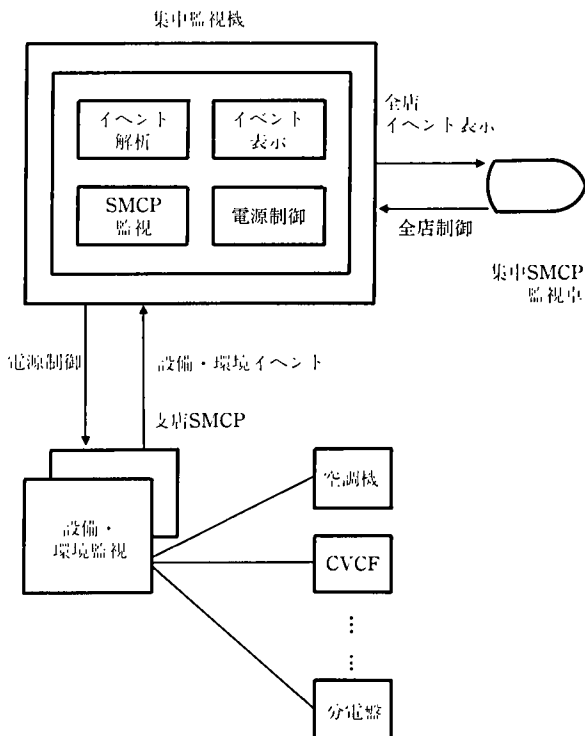 集中監視機
イベント
解析
イベント
表示
SMCP
監視
電源制御
全店
イベント表示
全店制御
集中SMCP
監視卓
電源制御
設備・環境イベント
支店SMCP
設備・
環境監視
空調機
CVCF
⋮
⋮
分電盤